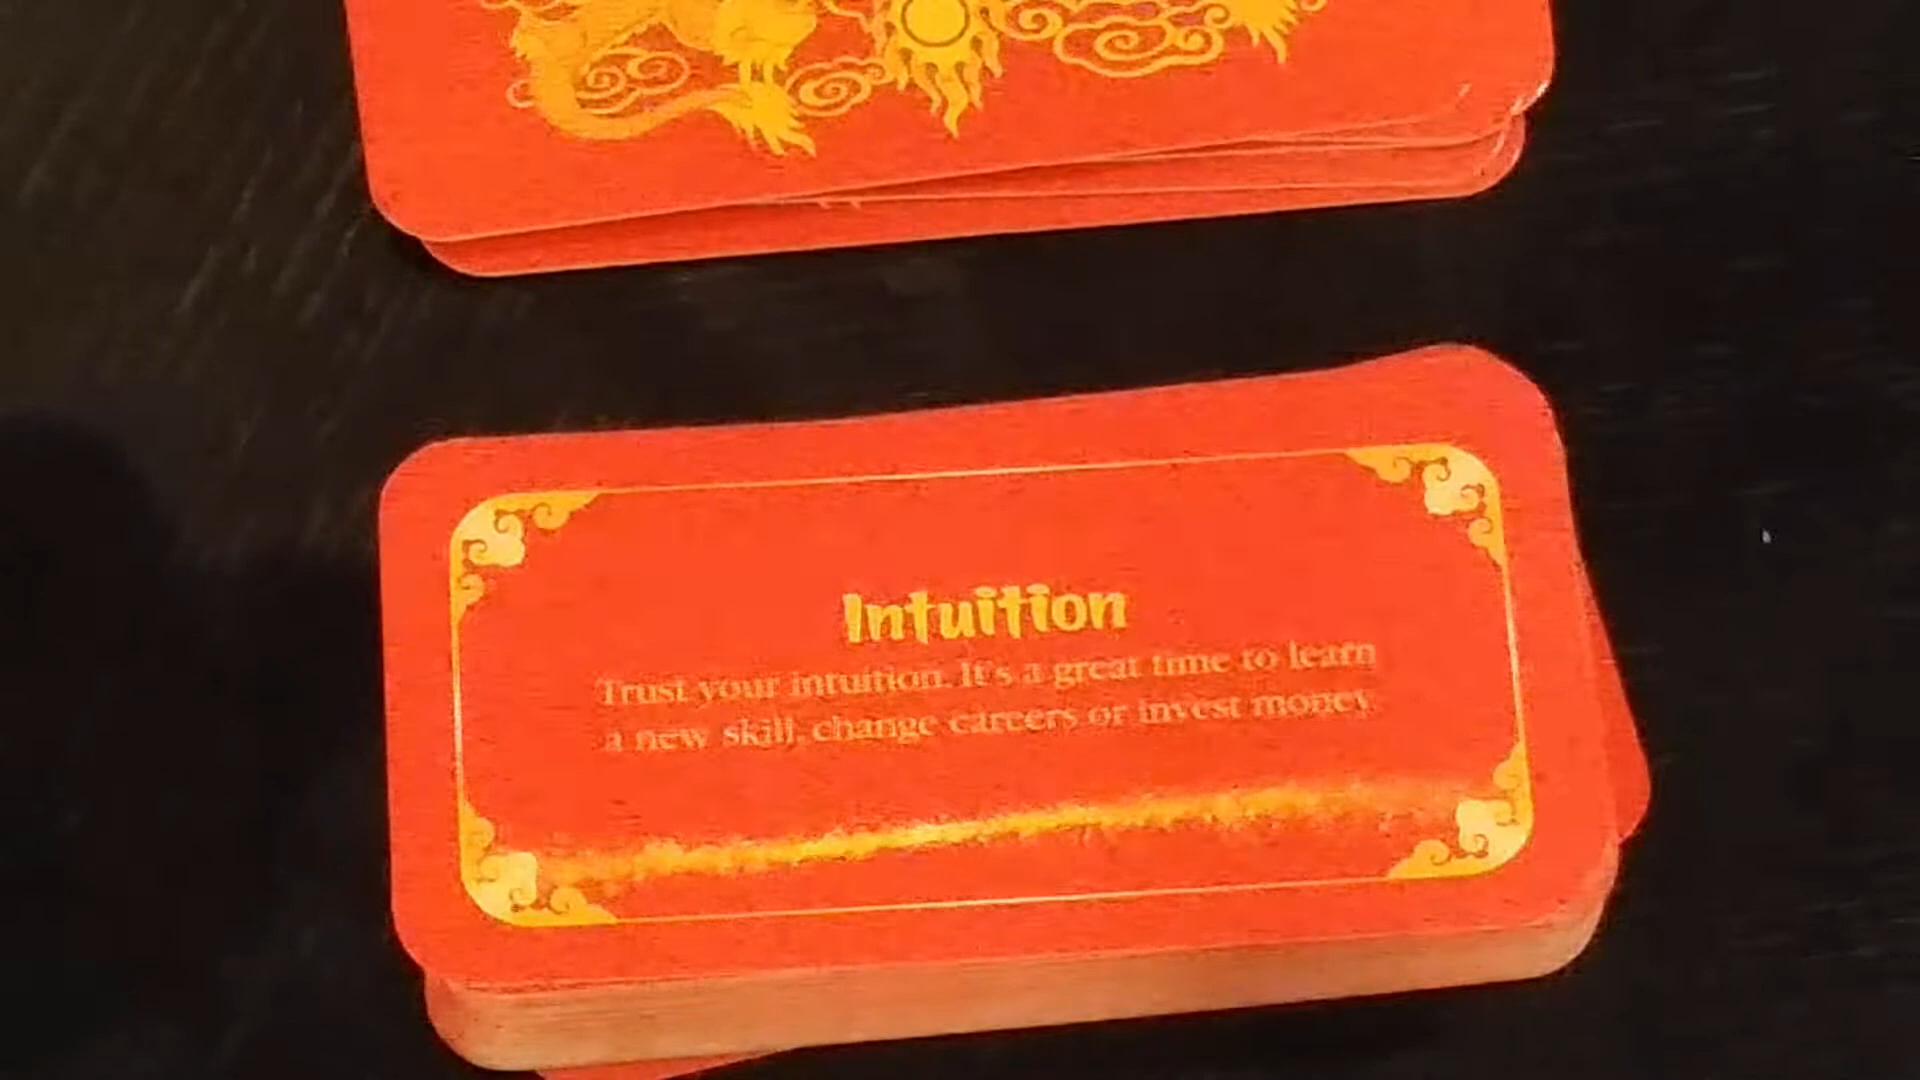 Intuition
Trust your intuition. It's a great time to learn
a new skill, change careers or invest money.